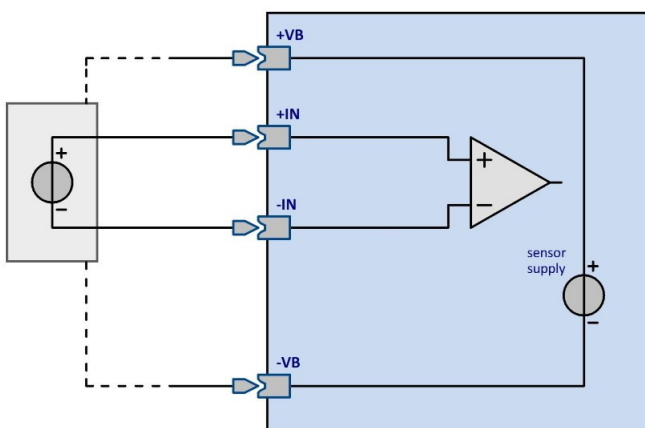 +VB
+IN
+
-IN
−
+
−
sensor
supply
+
−
-VB